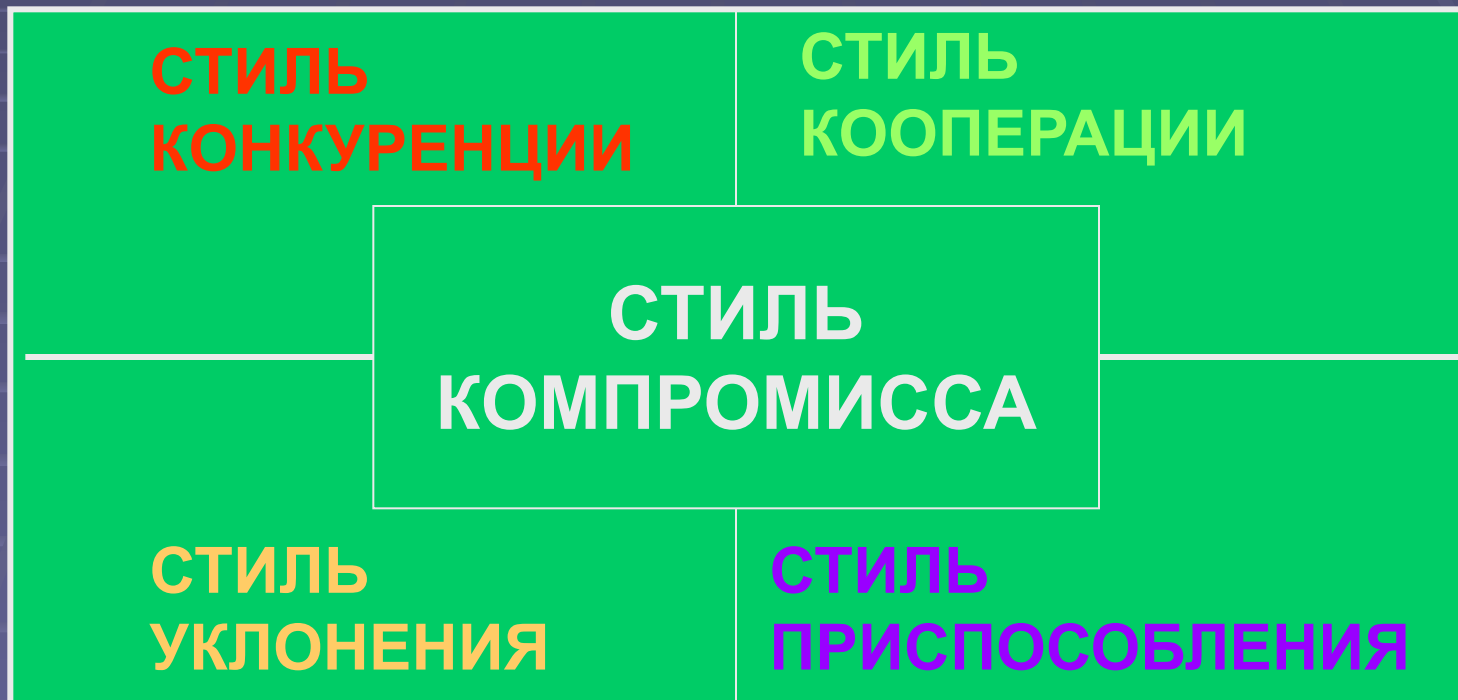 СТИЛЬ
КОНКУРЕНЦИИ
СТИЛЬ
КООПЕРАЦИИ
СТИЛЬ
КОМПРОМИССА
СТИЛЬ
УКЛОНЕНИЯ
СТИЛЬ
ПРИСПОСОБЛЕНИЯ